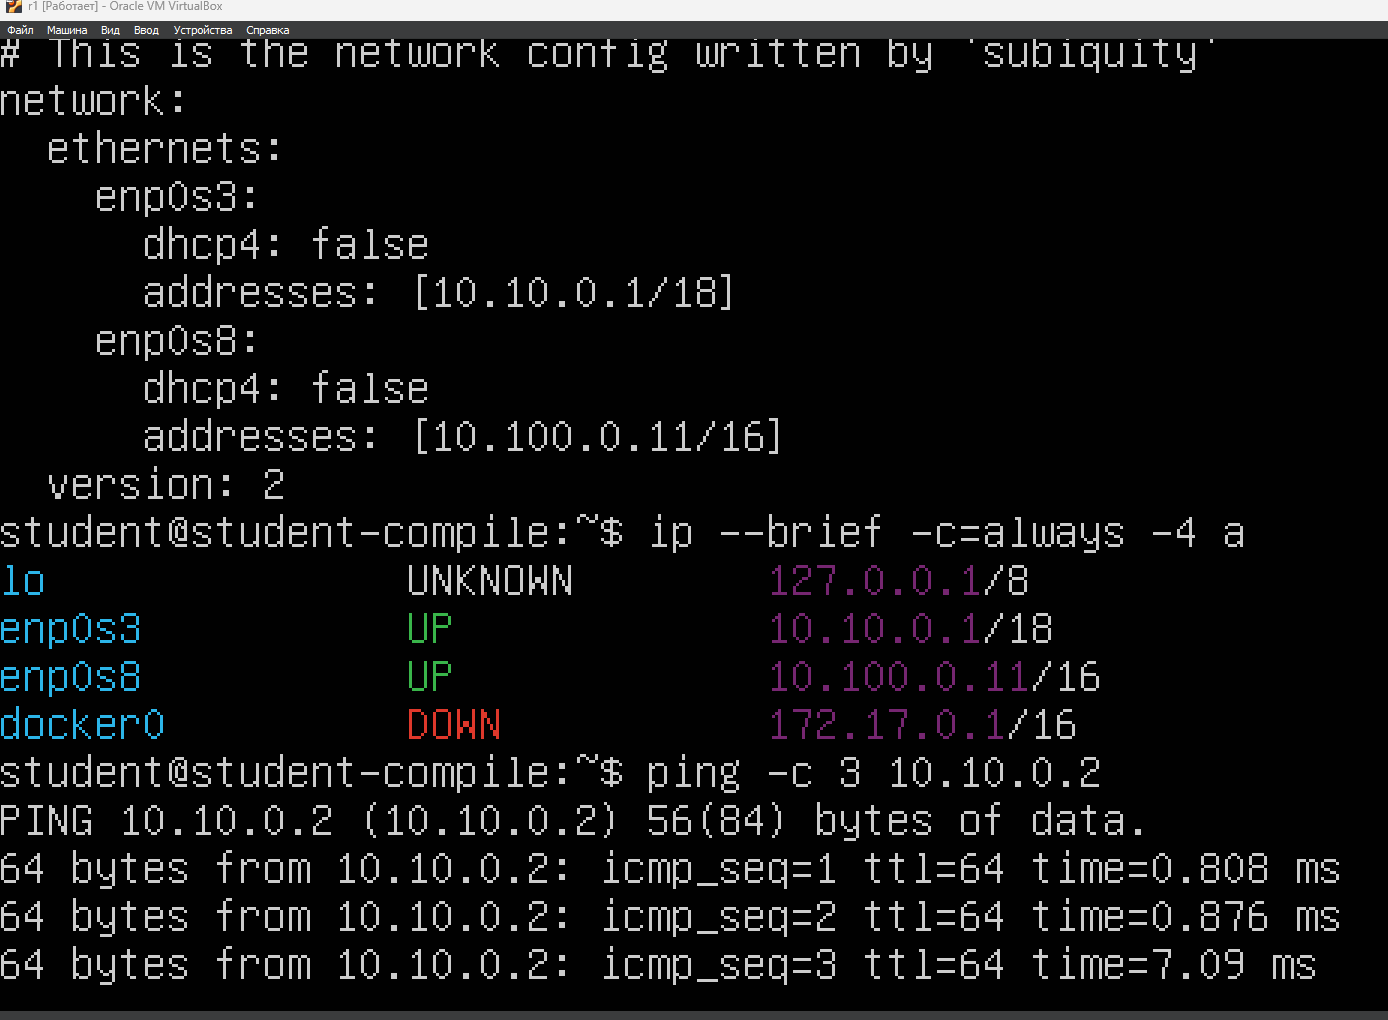 r1 [Работает] - Oracle VM VirtualBox
Файл Машина Вид Ввод Устройства Справка
# This is the network config written by 'subiquity'
network:
  ethernets:
    enp0s3:
      dhcp4: false
      addresses: [10.10.0.1/18]
    enp0s8:
      dhcp4: false
      addresses: [10.100.0.11/16]
  version: 2
student@student-compile:~$ ip --brief -c=always -4 a
lo UNKNOWN 127.0.0.1/8
enp0s3 UP 10.10.0.1/18
enp0s8 UP 10.100.0.11/16
docker0 DOWN 172.17.0.1/16
student@student-compile:~$ ping -c 3 10.10.0.2
PING 10.10.0.2 (10.10.0.2) 56(84) bytes of data.
64 bytes from 10.10.0.2: icmp_seq=1 ttl=64 time=0.808 ms
64 bytes from 10.10.0.2: icmp_seq=2 ttl=64 time=0.876 ms
64 bytes from 10.10.0.2: icmp_seq=3 ttl=64 time=7.09 ms